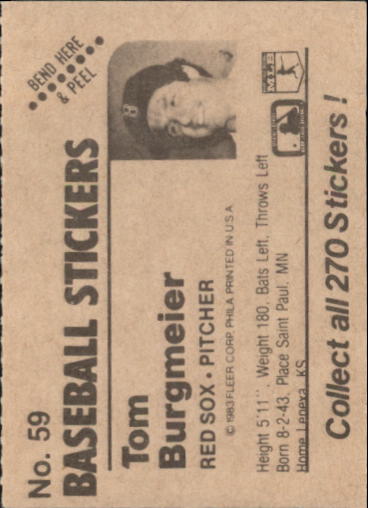 No. 59
BASEBALL STICKERS
BEND HERE
& PEEL
Tom
Burgmeier
RED SOX • PITCHER
© 1983 FLEER CORP. PHILA. PRINTED IN U.S.A.
B
MLB
Height 5'11", Weight 180, Bats Left, Throws Left
Born 8-2-43, Place Saint Paul, MN
Home Lenexa, KS
Collect all 270 Stickers!